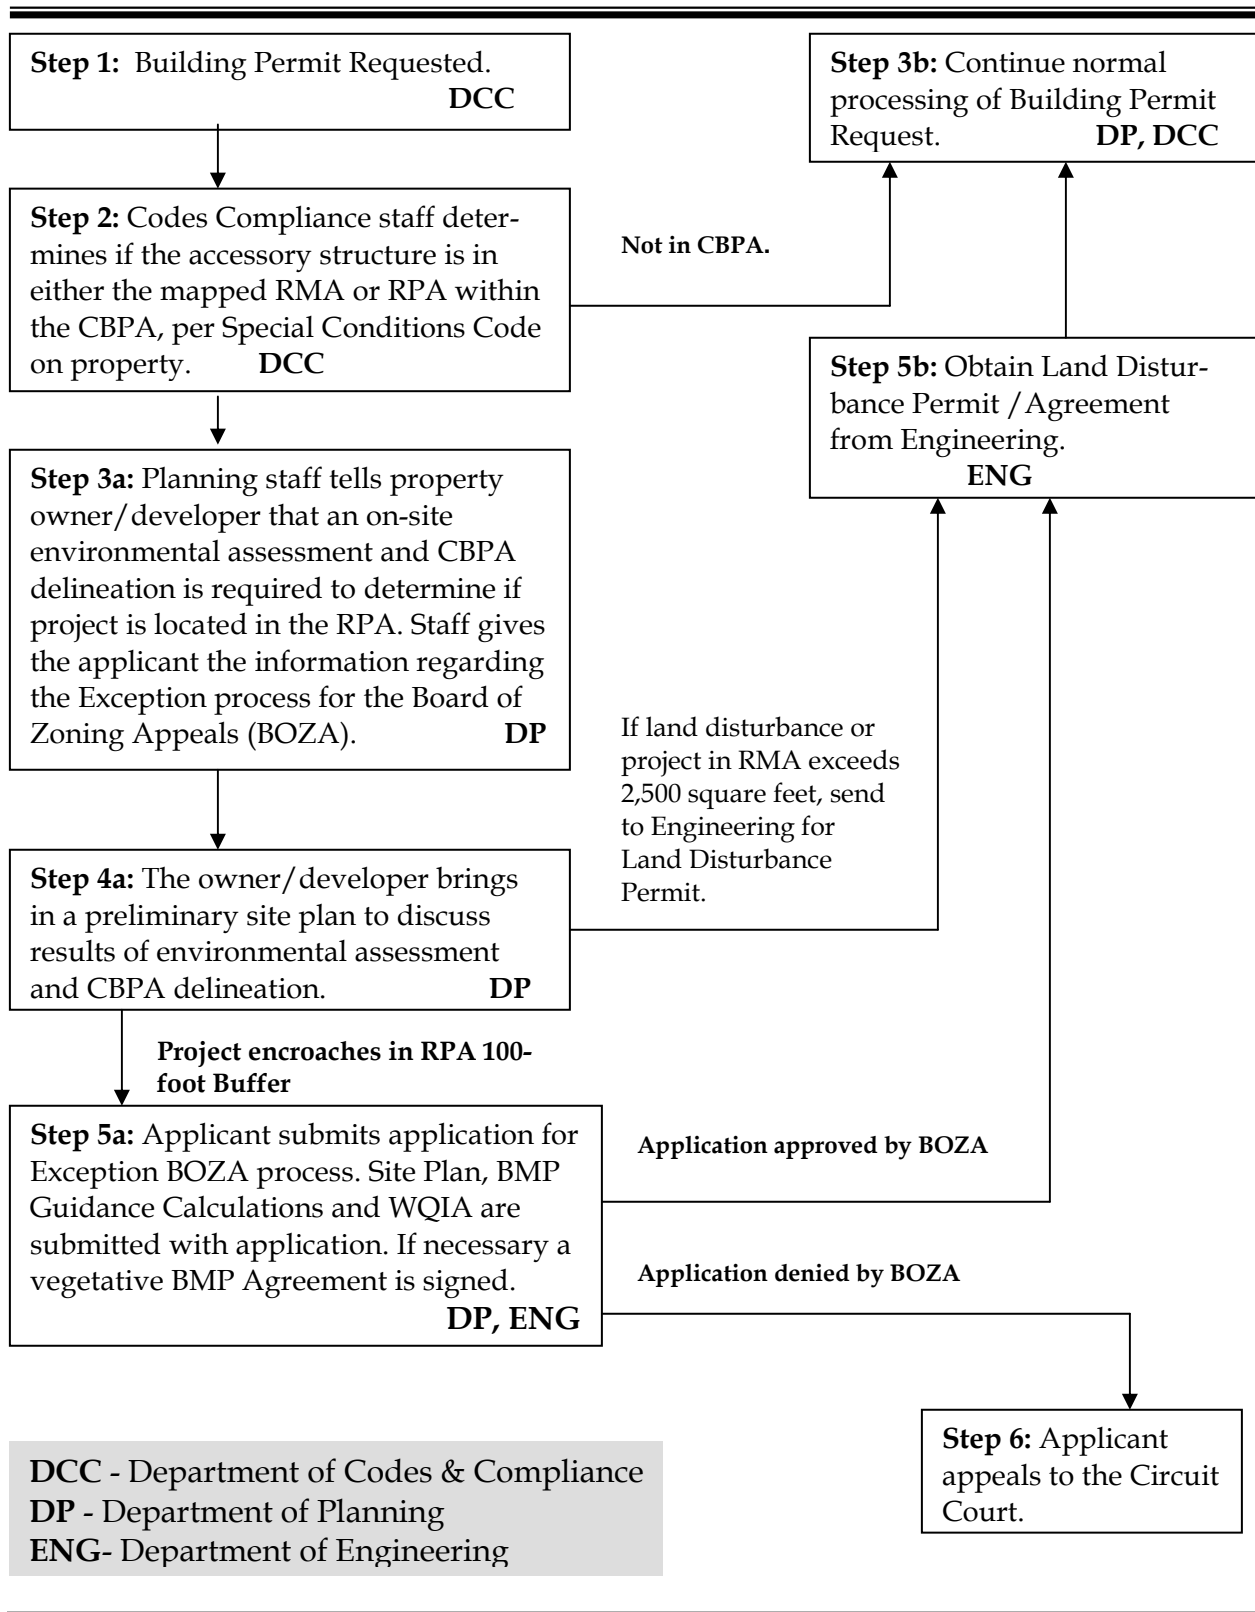 Step 1: Building Permit Requested.
DCC
Step 2: Codes Compliance staff deter-
mines if the accessory structure is in
either the mapped RMA or RPA within
the CBPA, per Special Conditions Code
on property. DCC
Step 3a: Planning staff tells property
owner/developer that an on-site
environmental assessment and CBPA
delineation is required to determine if
project is located in the RPA. Staff gives
the applicant the information regarding
the Exception process for the Board of
Zoning Appeals (BOZA). DP
Step 4a: The owner/developer brings
in a preliminary site plan to discuss
results of environmental assessment
and CBPA delineation. DP
Project encroaches in RPA 100-
foot Buffer
Step 5a: Applicant submits application for
Exception BOZA process. Site Plan, BMP
Guidance Calculations and WQIA are
submitted with application. If necessary a
vegetative BMP Agreement is signed.
DP, ENG
Not in CBPA.
Step 3b: Continue normal
processing of Building Permit
Request. DP, DCC
Step 5b: Obtain Land Distur-
bance Permit /Agreement
from Engineering.
ENG
If land disturbance or
project in RMA exceeds
2,500 square feet, send
to Engineering for
Land Disturbance
Permit.
Application approved by BOZA
Application denied by BOZA
Step 6: Applicant
appeals to the Circuit
Court.
DCC - Department of Codes & Compliance
DP - Department of Planning
ENG- Department of Engineering